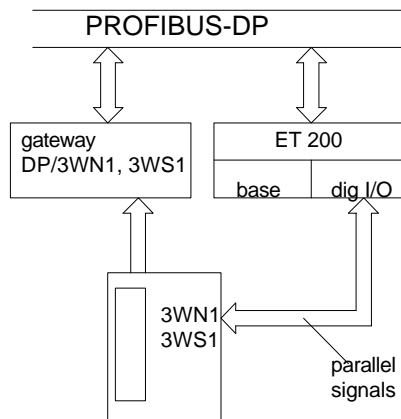 PROFIBUS-DP
gateway
DP/3WN1, 3WS1
ET 200
base
dig I/O
3WN1
3WS1
parallel
signals